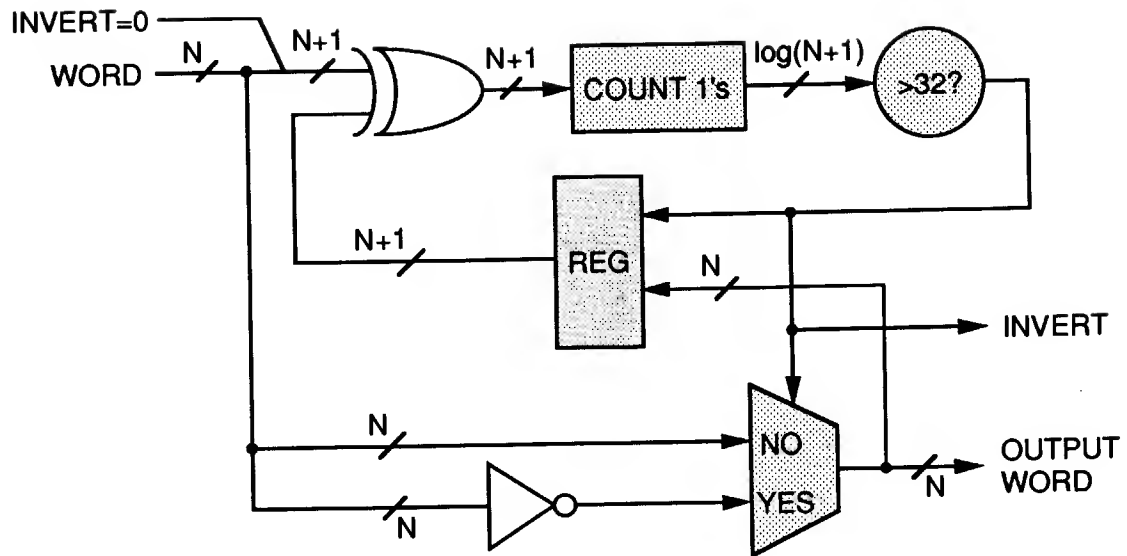 INVERT=0
WORD
N
N+1
N+1
COUNT 1's
log(N+1)
>32?
N+1
REG
N
INVERT
N
NO
N
YES
OUTPUT
WORD
N